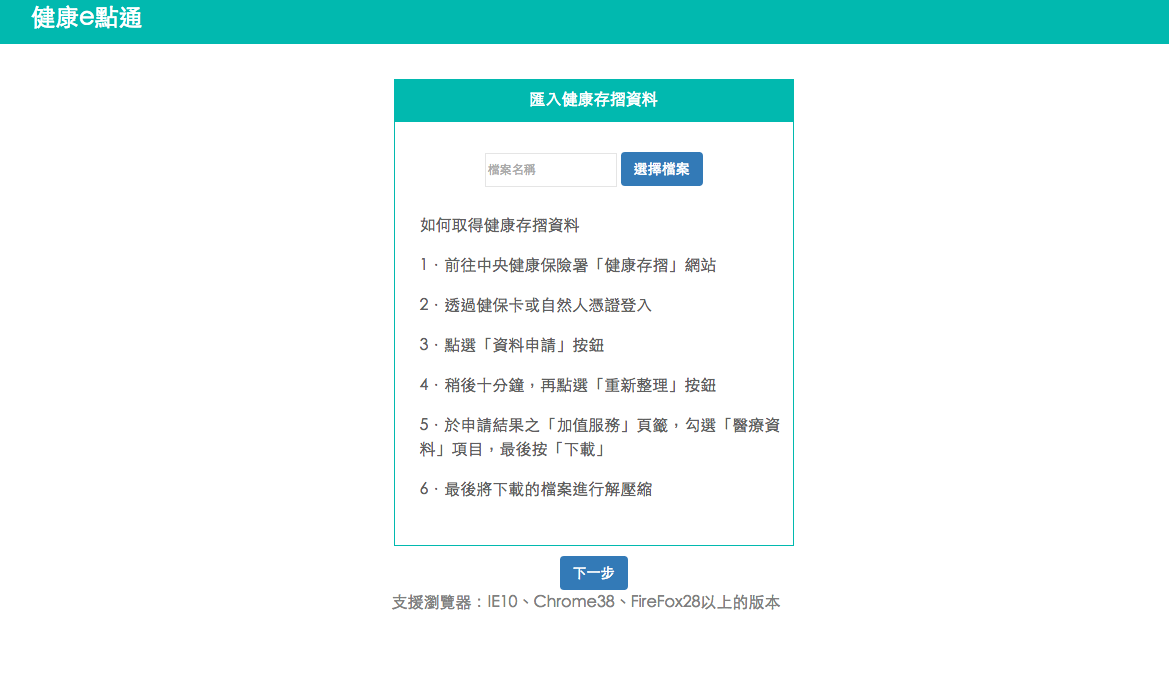 健康e點通
匯入健康存摺資料
檔案名稱
選擇檔案
如何取得健康存摺資料
1．前往中央健康保險署「健康存摺」網站
2．透過健保卡或自然人憑證登入
3．點選「資料申請」按鈕
4．稍後十分鐘，再點選「重新整理」按鈕
5．於申請結果之「加值服務」頁籤，勾選「醫療資
料」項目，最後按「下載」
6．最後將下載的檔案進行解壓縮
下一步
支援瀏覽器：IE10、Chrome38、FireFox28以上的版本